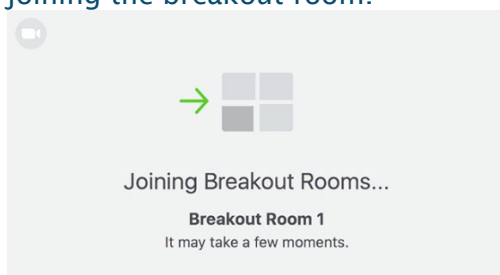 joining the breakout room.
Joining Breakout Rooms...
Breakout Room 1
It may take a few moments.